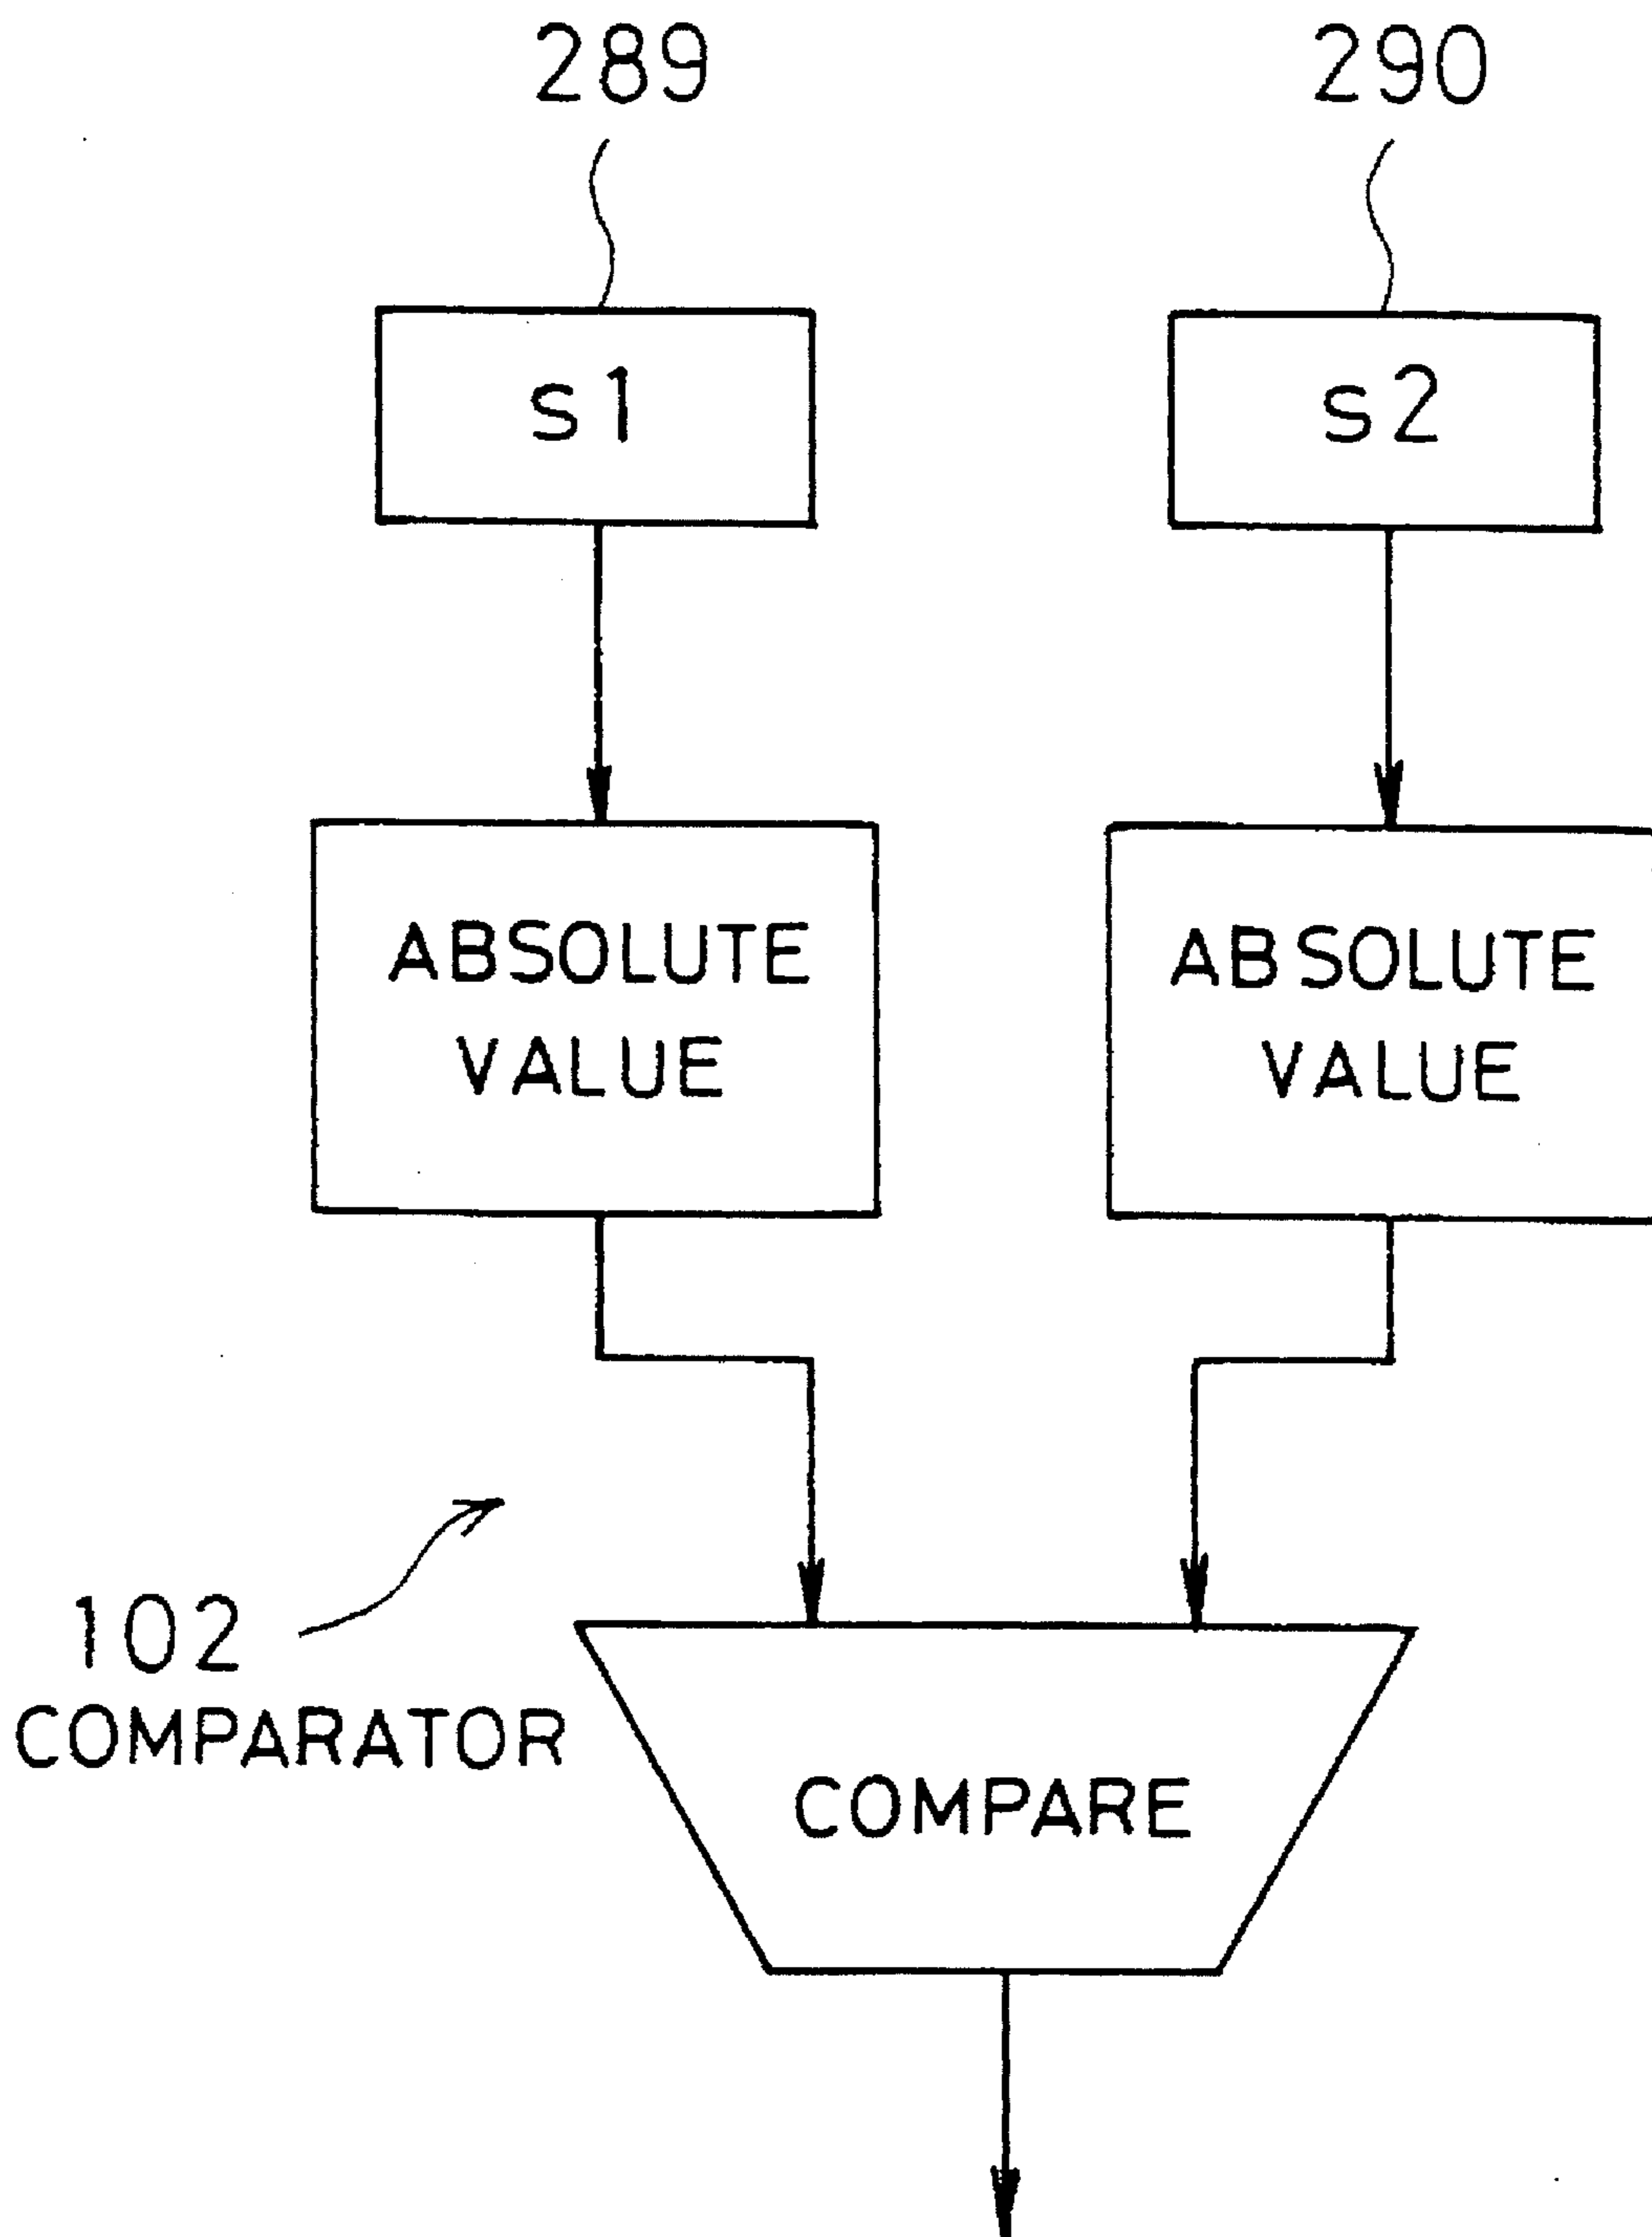 289
290
s1
s2
ABSOLUTE
VALUE
ABSOLUTE
VALUE
102
COMPARATOR
COMPARE